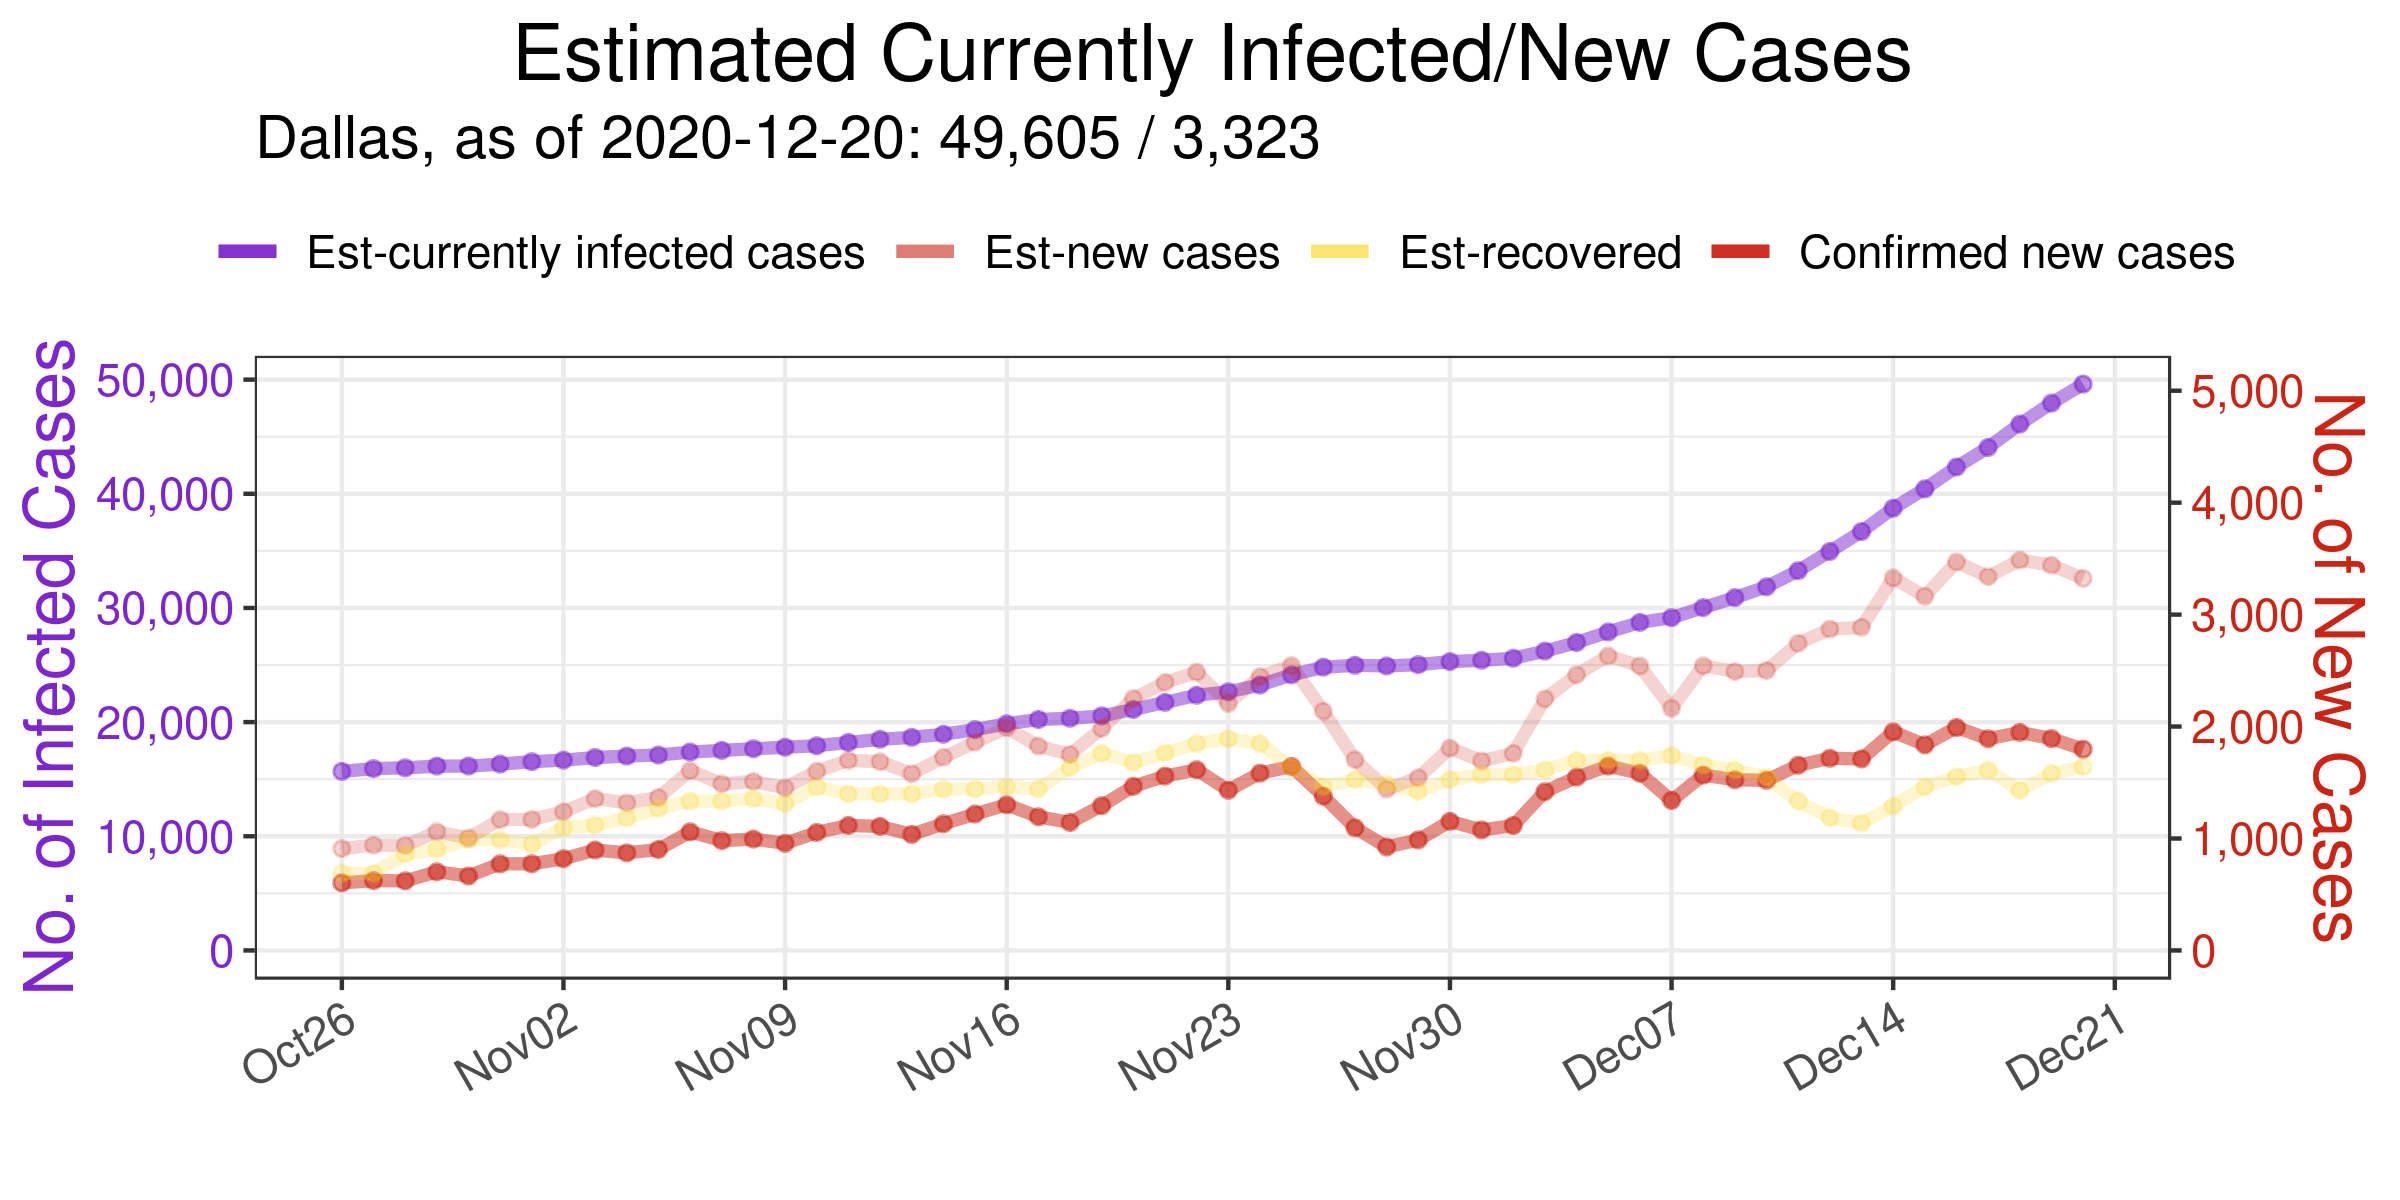 Estimated Currently Infected/New Cases
Dallas, as of 2020-12-20: 49,605 / 3,323
Est-currently infected cases Est-new cases Est-recovered Confirmed new cases
No. of Infected Cases
50,000
40,000
30,000
20,000
10,000
0
5,000
4,000
3,000
2,000
1,000
0
No. of New Cases
Oct26 Nov02 Nov09 Nov16 Nov23 Nov30 Dec07 Dec14 Dec21